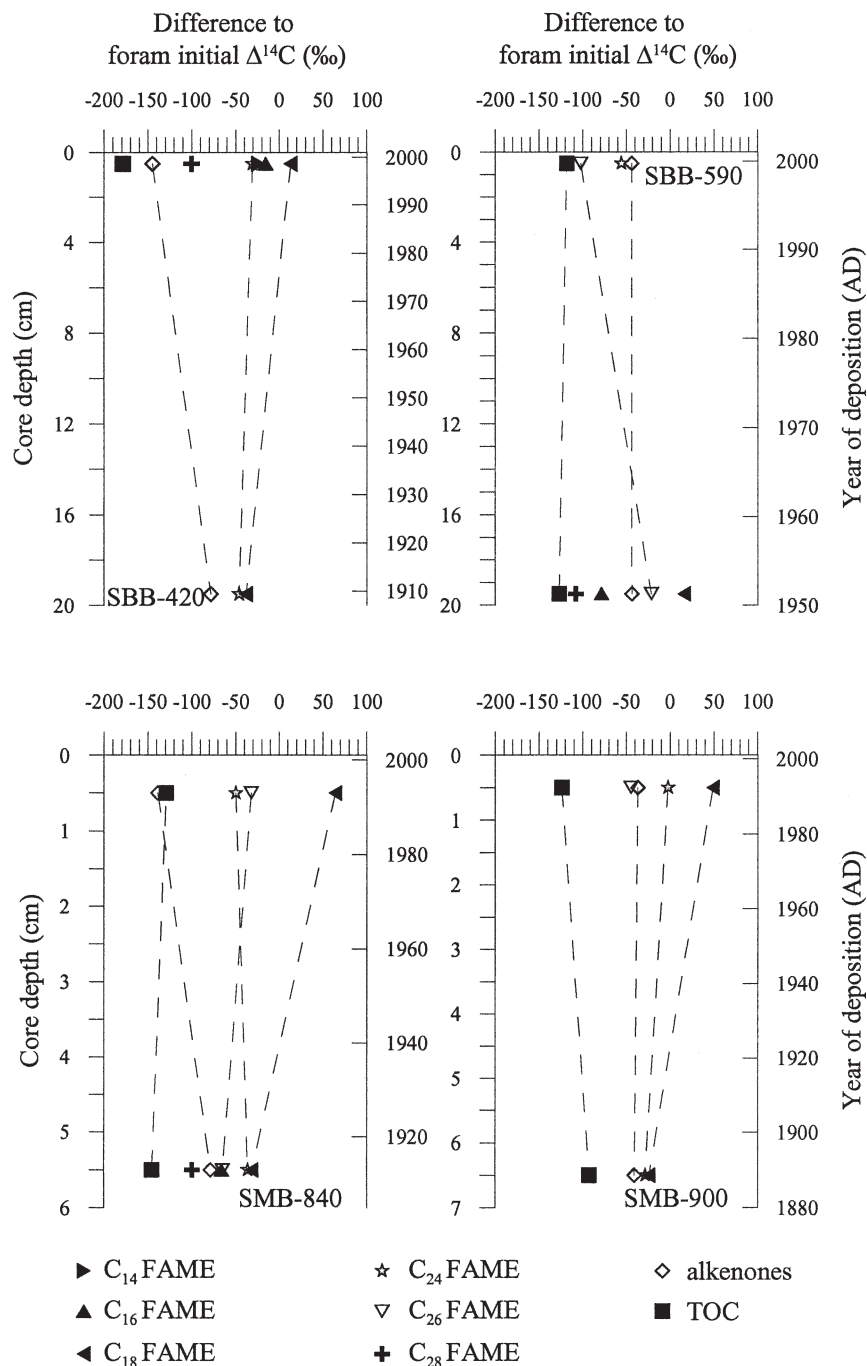 Difference to
foram initial Δ¹⁴C (‰)
-200 -150 -100 -50 0 50 100
0
4
8
12
16
20
Core depth (cm)
2000
1990
1980
1970
1960
1950
1940
1930
1920
1910
SBB-420
Difference to
foram initial Δ¹⁴C (‰)
-200 -150 -100 -50 0 50 100
0
4
8
12
16
20
2000
1990
1980
1970
1960
1950
Year of deposition (AD)
SBB-590
-200 -150 -100 -50 0 50 100
0
1
2
3
4
5
6
Core depth (cm)
2000
1980
1960
1940
1920
SMB-840
-200 -150 -100 -50 0 50 100
0
1
2
3
4
5
6
7
2000
1980
1960
1940
1920
1890
1880
Year of deposition (AD)
SMB-900
C₁₄ FAME
C₁₆ FAME
C₁₈ FAME
C₂₄ FAME
C₂₆ FAME
C₂₈ FAME
alkenones
TOC